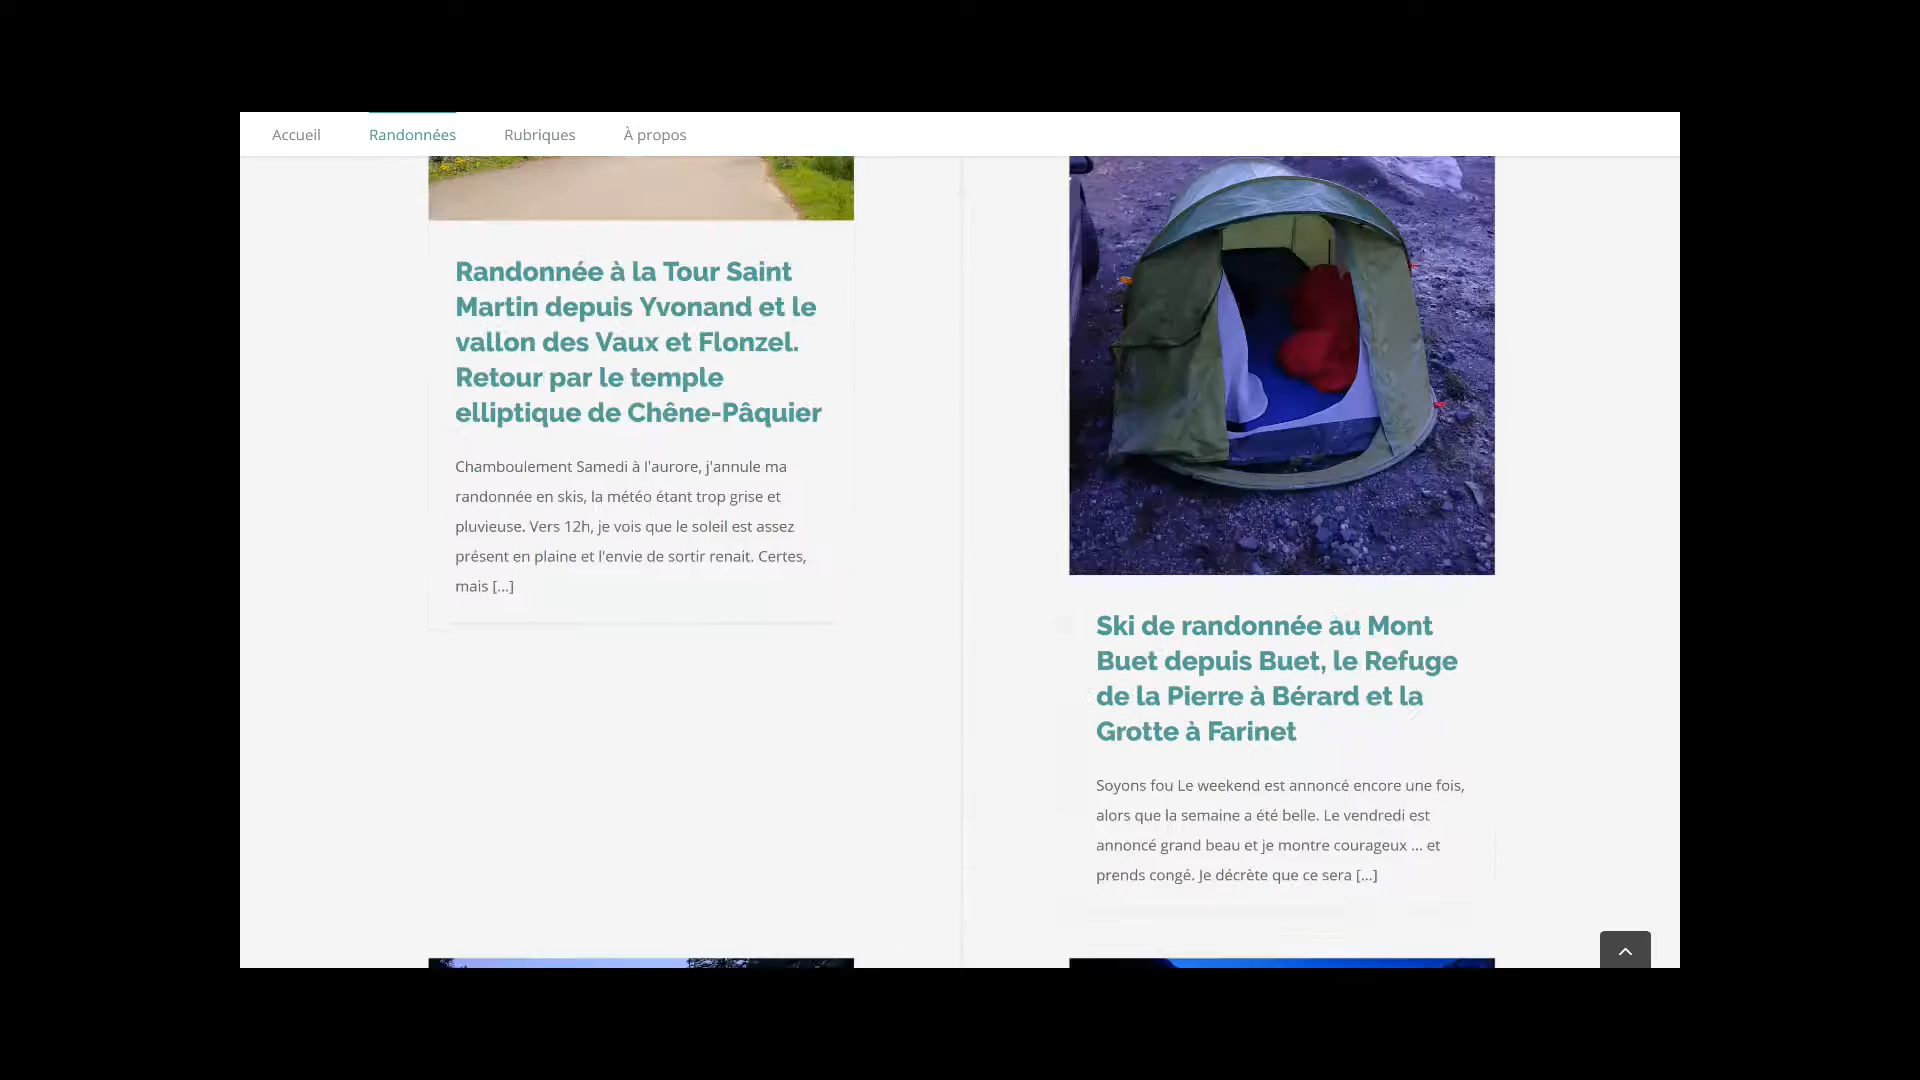 Accueil
Randonnées
Rubriques
À propos
Randonnée à la Tour Saint
Martin depuis Yvonand et le
vallon des Vaux et Flonzel.
Retour par le temple
elliptique de Chêne-Pâquier
Chamboulement Samedi à l'aurore, j'annule ma
randonnée en skis, la météo étant trop grise et
pluvieuse. Vers 12h, je vois que le soleil est assez
présent en plaine et l'envie de sortir renait. Certes,
mais [...]
Ski de randonnée au Mont
Buet depuis Buet, le Refuge
de la Pierre à Bérard et la
Grotte à Farinet
Soyons fou Le weekend est annoncé encore une fois,
alors que la semaine a été belle. Le vendredi est
annoncé grand beau et je montre courageux ... et
prends congé. Je décrète que ce sera [...]